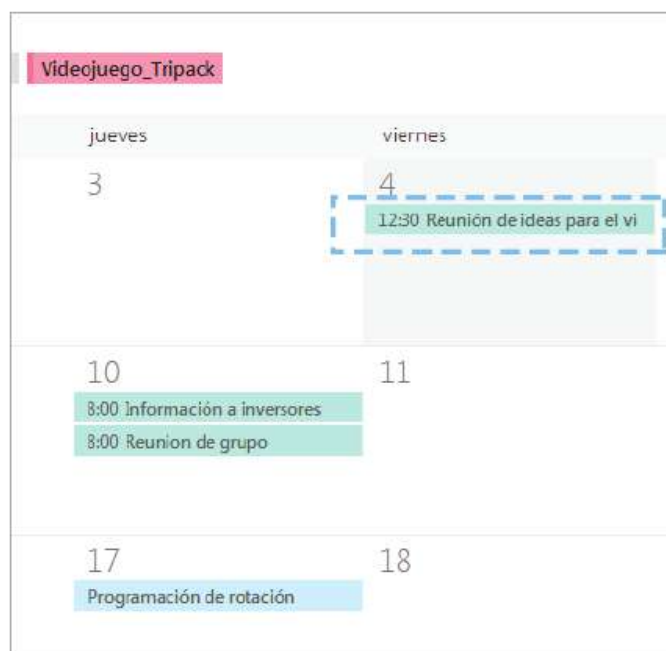 Videojuego_Tripack
jueves viernes
3 4
12:30 Reunión de ideas para el vi
10 11
8:00 Información a inversores
8:00 Reunion de grupo
17 18
Programación de rotación